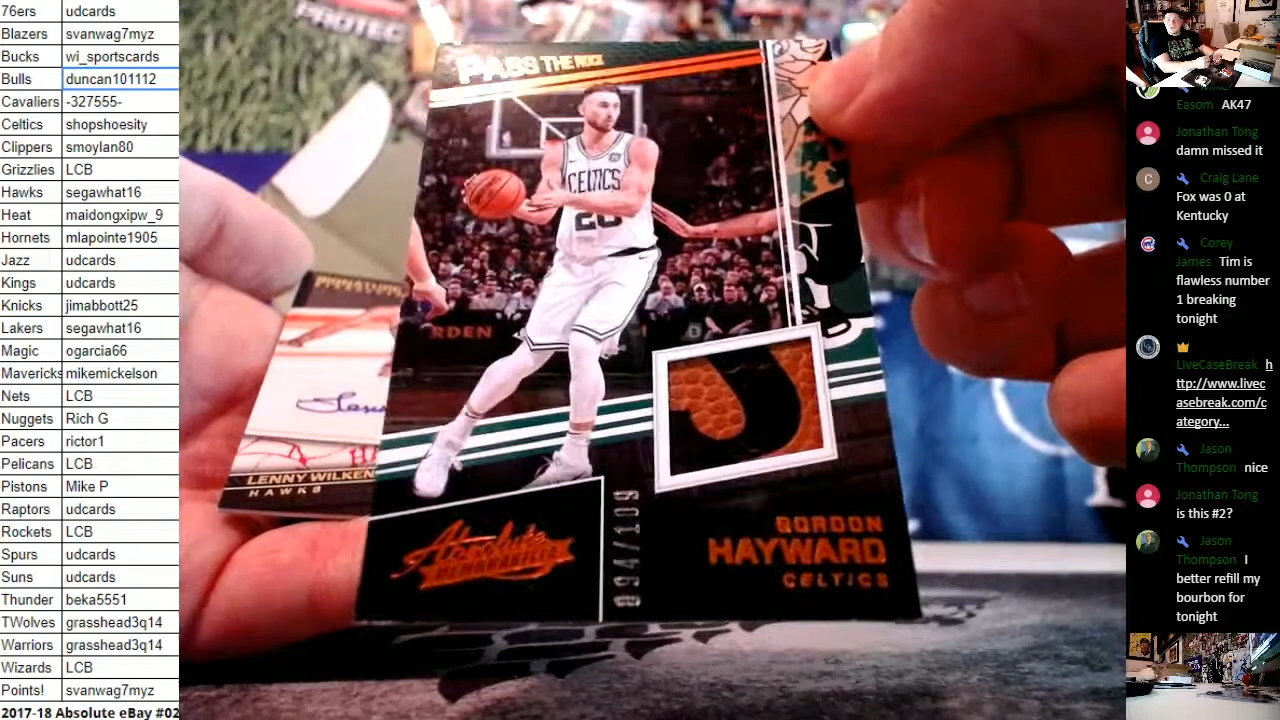 76ers udcards
Blazers svanwag7myz
Bucks wi_sportscards
Bulls duncan101112
Cavaliers -327555-
Celtics shopshoesity
Clippers smoylan80
Grizzlies LCB
Hawks segawhat16
Heat maidongxipw_9
Hornets mlapointe1905
Jazz udcards
Kings udcards
Knicks jimabbott25
Lakers segawhat16
Magic ogarcia66
Mavericks mikemickelson
Nets LCB
Nuggets Rich G
Pacers rictor1
Pelicans LCB
Pistons Mike P
Raptors udcards
Rockets LCB
Spurs udcards
Suns udcards
Thunder beka5551
TWolves grasshead3q14
Warriors grasshead3q14
Wizards LCB
Points! svanwag7myz
2017-18 Absolute eBay #02
PROTEC
PASS THE ROCK
CELTICS
20
RDEN
LENNY WILKEN
HAWKS
Absolute
MEMORABILIA
094/109
GORDON
HAYWARD
CELTICS
Easom AK47
Jonathan Tong
damn missed it
Craig Lane
Fox was 0 at
Kentucky
Corey
James Tim is
flawless number
1 breaking
tonight
LiveCaseBreak h
ttp://www.livec
asebreak.com/c
ategory...
Jason
Thompson nice
Jonathan Tong
is this #2?
Jason
Thompson I
better refill my
bourbon for
tonight